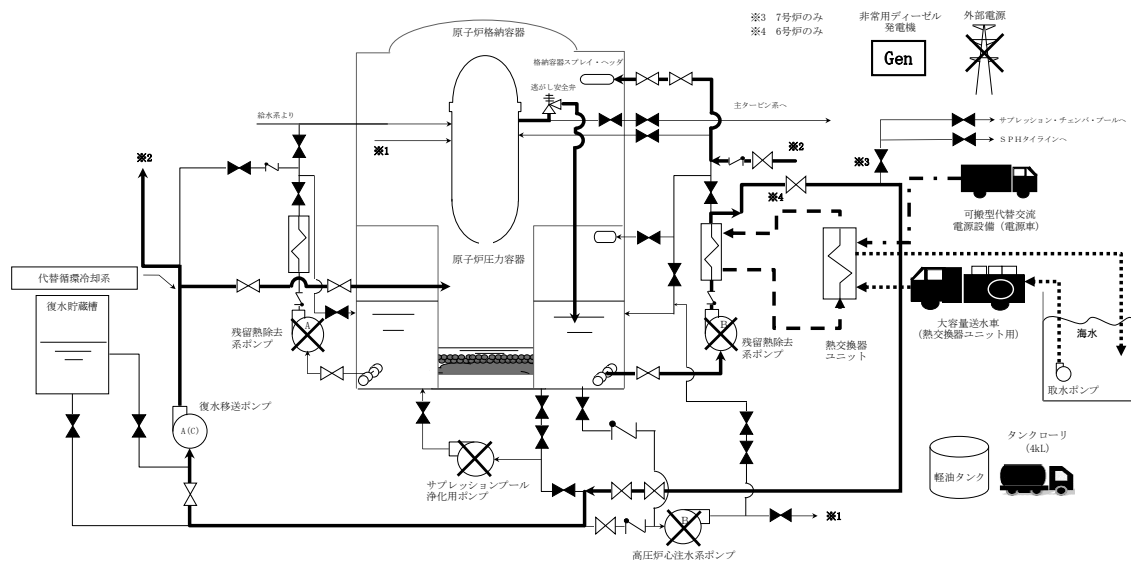 ※3　7号炉のみ
※4　6号炉のみ
非常用ディーゼル
発電機
Gen
外部電源
原子炉格納容器
格納容器スプレイ・ヘッダ
逃がし安全弁
給水系より
主タービン系へ
※1
※2
※2
サプレッション・チェンバ・プールへ
SPHタイラインへ
※3
※4
可搬型代替交流
電源設備（電源車）
原子炉圧力容器
代替循環冷却系
復水貯蔵槽
A
残留熱除去
系ポンプ
B
残留熱除去
系ポンプ
熱交換器
ユニット
大容量送水車
（熱交換器ユニット用）
海水
取水ポンプ
復水移送ポンプ
A(C)
サプレッションプール
浄化用ポンプ
タンクローリ
(4kL)
軽油タンク
B
※1
高圧炉心注水系ポンプ